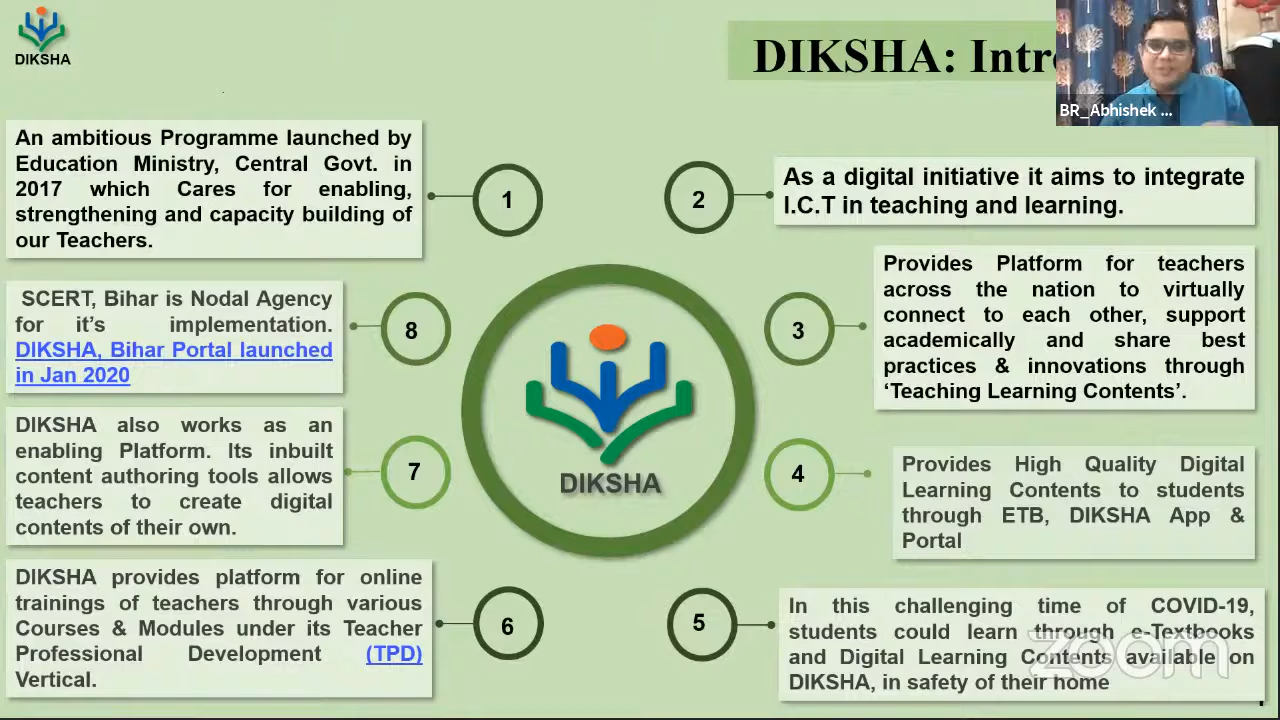 DIKSHA
DIKSHA: Intro
BR_Abhishek ...
An ambitious Programme launched by
Education Ministry, Central Govt. in
2017 which Cares for enabling,
strengthening and capacity building of
our Teachers.
1
2
As a digital initiative it aims to integrate
I.C.T in teaching and learning.
Provides Platform for teachers
across the nation to virtually
connect to each other, support
academically and share best
practices & innovations through
‘Teaching Learning Contents’.
3
SCERT, Bihar is Nodal Agency
for it’s implementation.
DIKSHA, Bihar Portal launched
in Jan 2020
8
DIKSHA also works as an
enabling Platform. Its inbuilt
content authoring tools allows
teachers to create digital
contents of their own.
7
DIKSHA
4
Provides High Quality Digital
Learning Contents to students
through ETB, DIKSHA App &
Portal
DIKSHA provides platform for online
trainings of teachers through various
Courses & Modules under its Teacher
Professional Development (TPD)
Vertical.
6
5
In this challenging time of COVID-19,
students could learn through e-Textbooks
and Digital Learning Contents available on
DIKSHA, in safety of their home
zoom